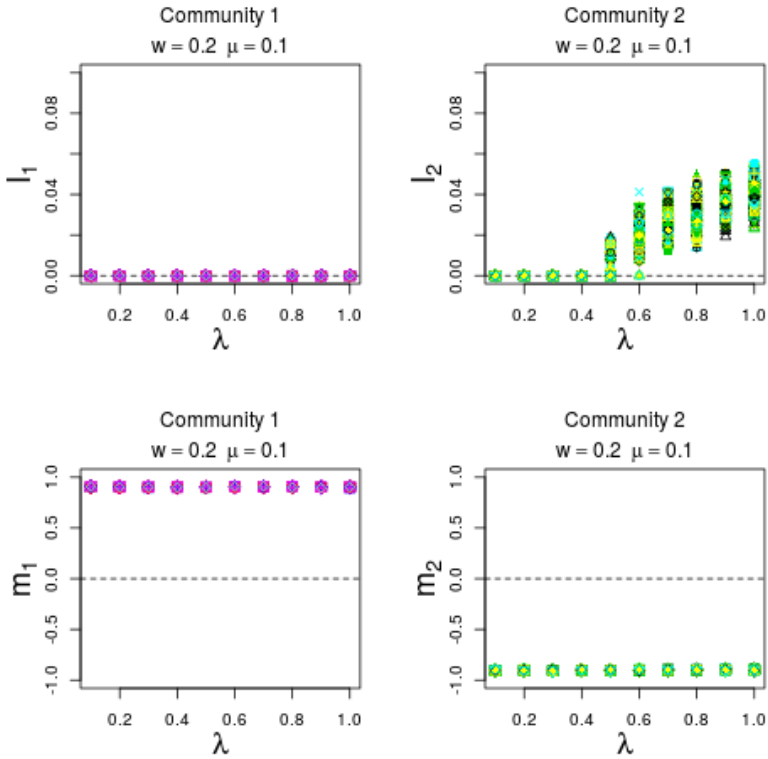 Community 1
w = 0.2 μ = 0.1
I₁
0.00
0.04
0.08
0.2 0.4 0.6 0.8 1.0
λ
Community 2
w = 0.2 μ = 0.1
I₂
0.00
0.04
0.08
0.2 0.4 0.6 0.8 1.0
λ
Community 1
w = 0.2 μ = 0.1
m₁
1.0
0.5
0.0
-0.5
-1.0
0.2 0.4 0.6 0.8 1.0
λ
Community 2
w = 0.2 μ = 0.1
m₂
1.0
0.5
0.0
-0.5
-1.0
0.2 0.4 0.6 0.8 1.0
λ